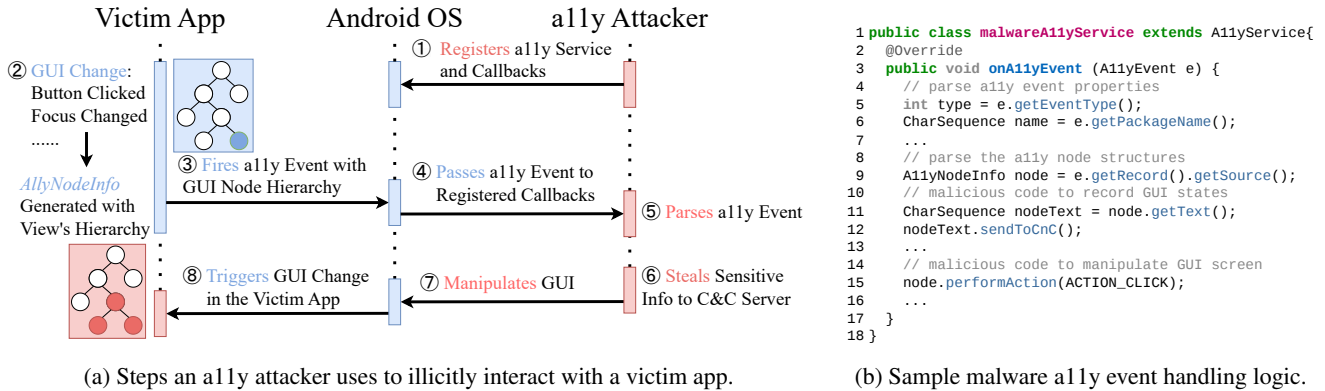 Victim App
Android OS
a11y Attacker
① Registers a11y Service
and Callbacks
② GUI Change:
Button Clicked
Focus Changed
......
AllyNodeInfo
Generated with
View's Hierarchy
③ Fires a11y Event with
GUI Node Hierarchy
④ Passes a11y Event to
Registered Callbacks
⑤ Parses a11y Event
⑥ Steals Sensitive
Info to C&C Server
⑦ Manipulates GUI
⑧ Triggers GUI Change
in the Victim App
(a) Steps an a11y attacker uses to illicitly interact with a victim app.
1 public class malwareA11yService extends A11yService{
2 @Override
3 public void onA11yEvent (A11yEvent e) {
4 // parse a11y event properties
5 int type = e.getEventType();
6 CharSequence name = e.getPackageName();
7 ...
8 // parse the a11y node structures
9 A11yNodeInfo node = e.getRecord().getSource();
10 // malicious code to record GUI states
11 CharSequence nodeText = node.getText();
12 nodeText.sendToCnC();
13 ...
14 // malicious code to manipulate GUI screen
15 node.performAction(ACTION_CLICK);
16 ...
17 }
18 }
(b) Sample malware a11y event handling logic.